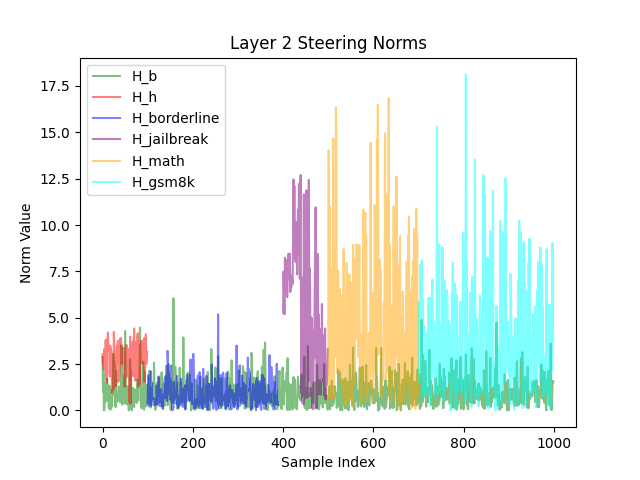 Layer 2 Steering Norms
H_b
H_h
H_borderline
H_jailbreak
H_math
H_gsm8k
Norm Value
17.5
15.0
12.5
10.0
7.5
5.0
2.5
0.0
0
200
400
600
800
1000
Sample Index